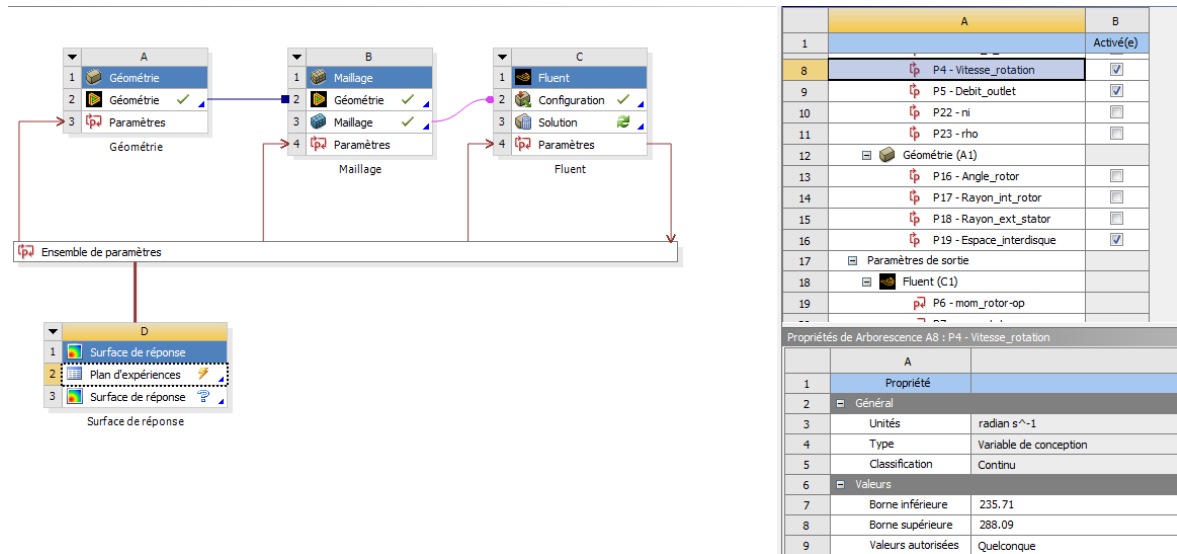 A
1 Géométrie
2 Géométrie
3 Paramètres
Géométrie
B
1 Maillage
2 Géométrie
3 Maillage
4 Paramètres
Maillage
C
1 Fluent
2 Configuration
3 Solution
4 Paramètres
Fluent
Ensemble de paramètres
D
1 Surface de réponse
2 Plan d'expériences
3 Surface de réponse
Surface de réponse
A B
1 Activé(e)
8 P4 - Vitesse_rotation
9 P5 - Debit_outlet
10 P22 - ni
11 P23 - rho
12 Géométrie (A1)
13 P16 - Angle_rotor
14 P17 - Rayon_int_rotor
15 P18 - Rayon_ext_stator
16 P19 - Espace_interdisque
17 Paramètres de sortie
18 Fluent (C1)
19 P6 - mom_rotor-op
Propriétés de Arborescence A8 : P4 - Vitesse_rotation
A
1 Propriété
2 Général
3 Unités radian s^-1
4 Type Variable de conception
5 Classification Continu
6 Valeurs
7 Borne inférieure 235.71
8 Borne supérieure 288.09
9 Valeurs autorisées Quelconque